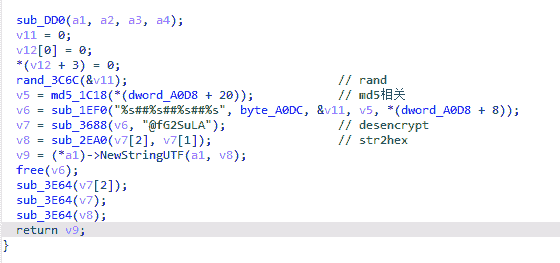 sub_DD0(a1, a2, a3, a4);
v11 = 0;
v12[0] = 0;
*(v12 + 3) = 0;
rand_3C6C(&v11); // rand
v5 = md5_1C18(*(dword_A0D8 + 20)); // md5相关
v6 = sub_1EF0("%s##%s##%s##%s", byte_A0DC, &v11, v5, *(dword_A0D8 + 8));
v7 = sub_3688(v6, "@fG2SuLA"); // desencrypt
v8 = sub_2EA0(v7[2], v7[1]); // str2hex
v9 = (*a1)->NewStringUTF(a1, v8);
free(v6);
sub_3E64(v7[2]);
sub_3E64(v7);
sub_3E64(v8);
return v9;
}